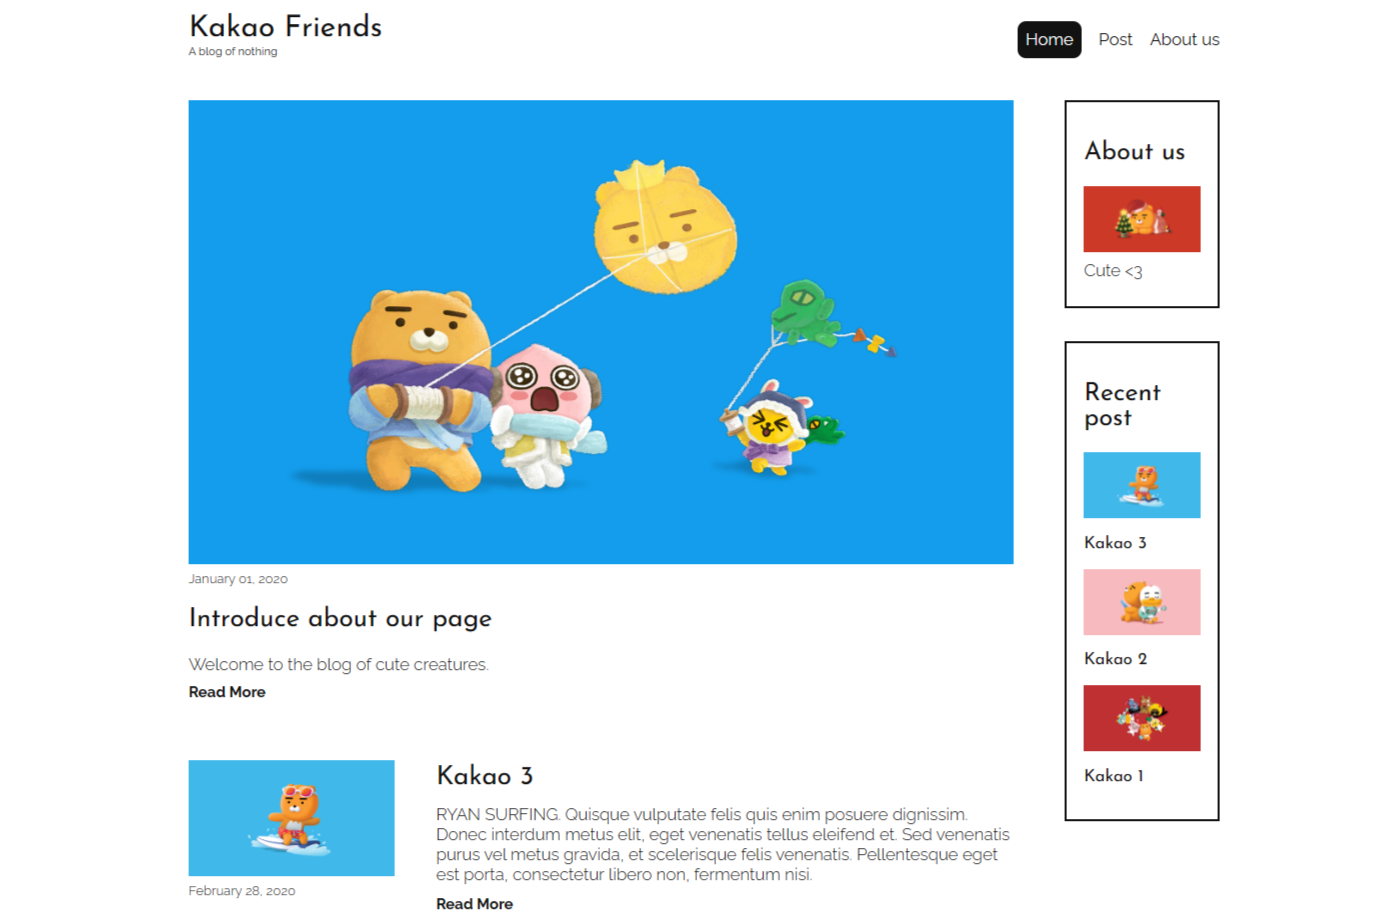 Kakao Friends
A blog of nothing
Home Post About us
January 01, 2020
Introduce about our page
Welcome to the blog of cute creatures.
Read More
February 28, 2020
Kakao 3
RYAN SURFING. Quisque vulputate felis quis enim posuere dignissim.
Donec interdum metus elit, eget venenatis tellus eleifend et. Sed venenatis
purus vel metus gravida, et scelerisque felis venenatis. Pellentesque eget
est porta, consectetur libero non, fermentum nisi.
Read More
About us
Cute <3
Recent
post
Kakao 3
Kakao 2
Kakao 1